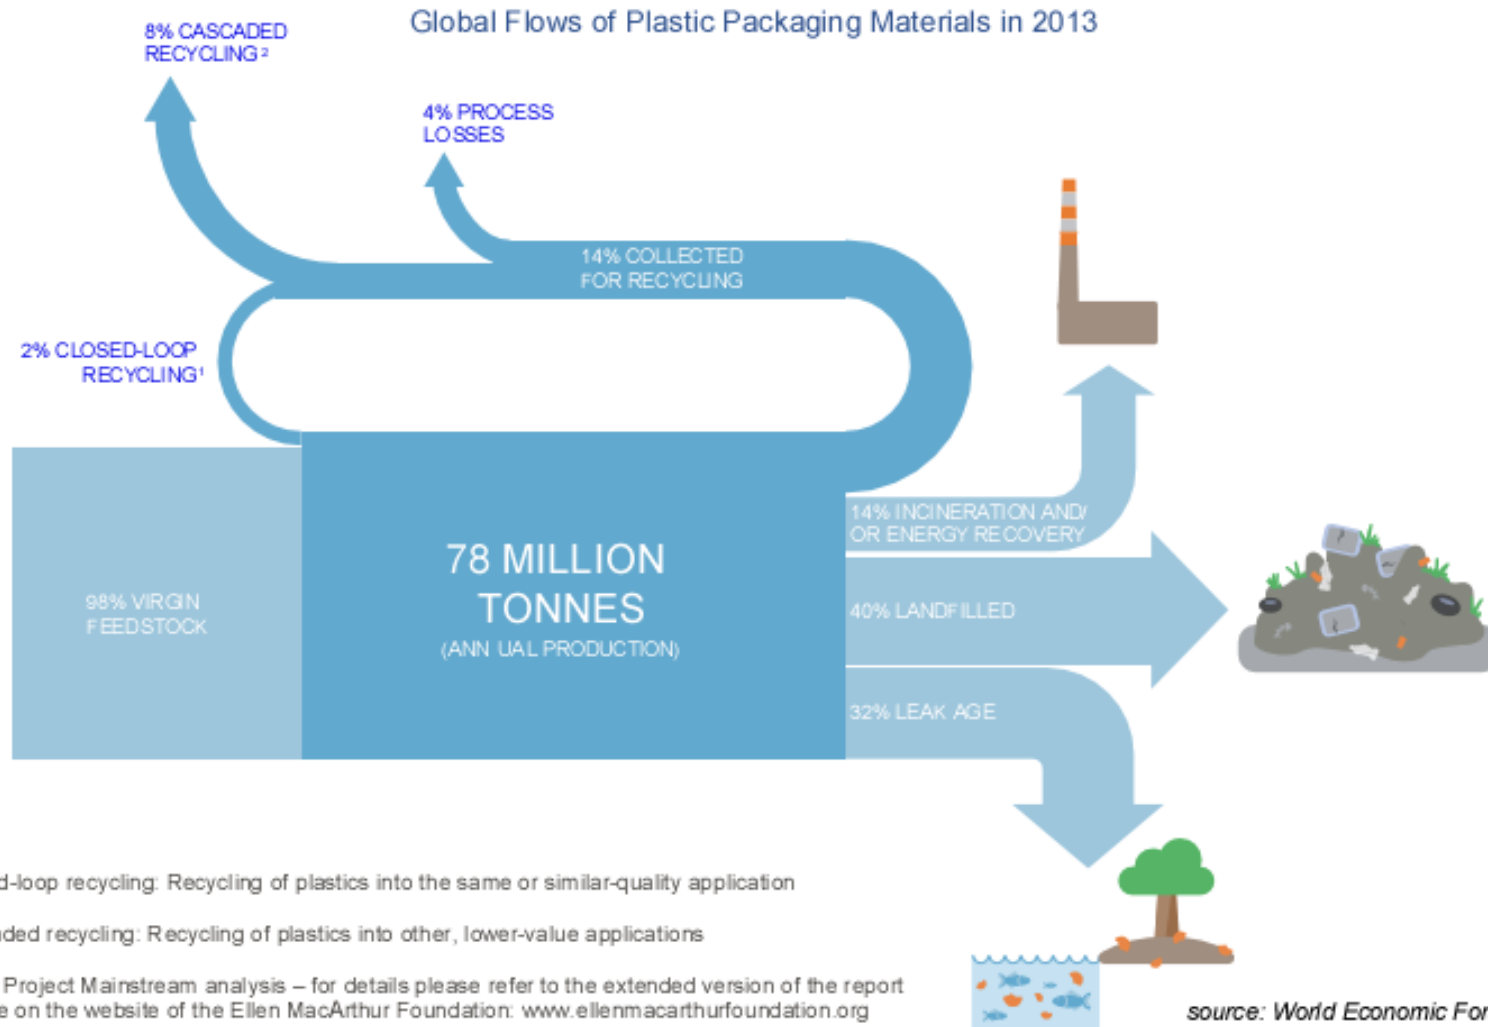 Global Flows of Plastic Packaging Materials in 2013
8% CASCADED
RECYCLING ²
4% PROCESS
LOSSES
14% COLLECTED
FOR RECYCLING
2% CLOSED-LOOP
RECYCLING¹
14% INCINERATION AND/
OR ENERGY RECOVERY
78 MILLION
TONNES
(ANN UAL PRODUCTION)
98% VIRGIN
FEEDSTOCK
40% LANDFILLED
32% LEAK AGE
d-loop recycling: Recycling of plastics into the same or similar-quality application
ded recycling: Recycling of plastics into other, lower-value applications
Project Mainstream analysis – for details please refer to the extended version of the report
e on the website of the Ellen MacArthur Foundation: www.ellenmacarthurfoundation.org
source: World Economic For